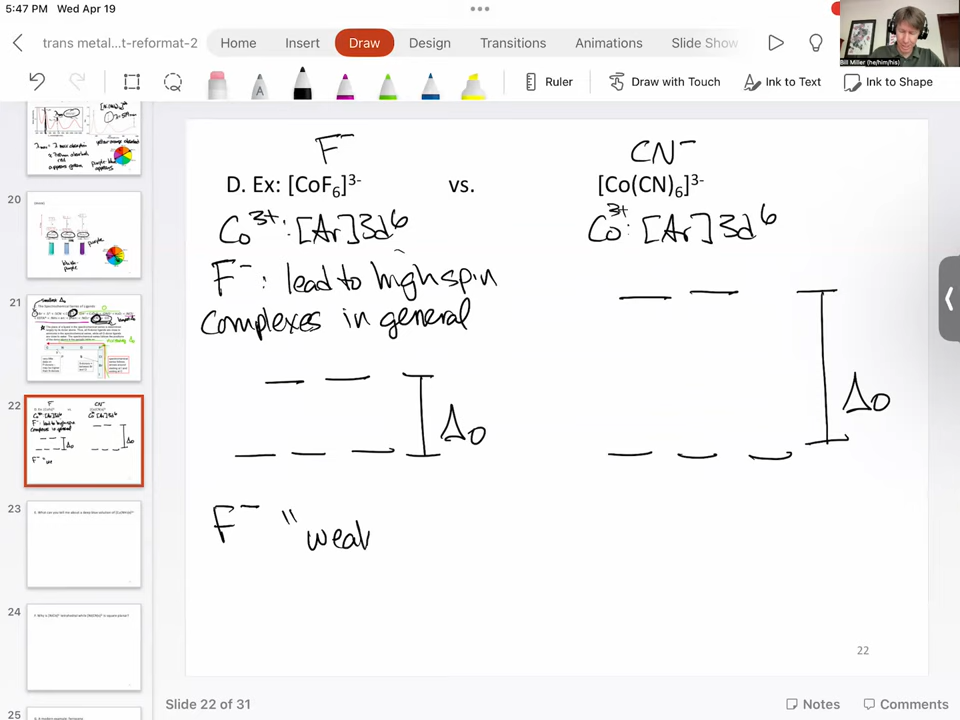 5:47 PM Wed Apr 19
Bill Miller (he/him/his)
trans metal...t-reformat-2
Home
Insert
Draw
Design
Transitions
Animations
Slide Show
Ruler
Draw with Touch
Ink to Text
Ink to Shape
F⁻
CN⁻
D. Ex: [CoF₆]³⁻ vs. [Co(CN)₆]³⁻
Co³⁺: [Ar]3d⁶
Co³⁺: [Ar]3d⁶
F⁻: lead to high spin
complexes in general
Δo
Δo
F⁻ "weak
22
20
21
22
23
24
25
Slide 22 of 31
Notes
Comments